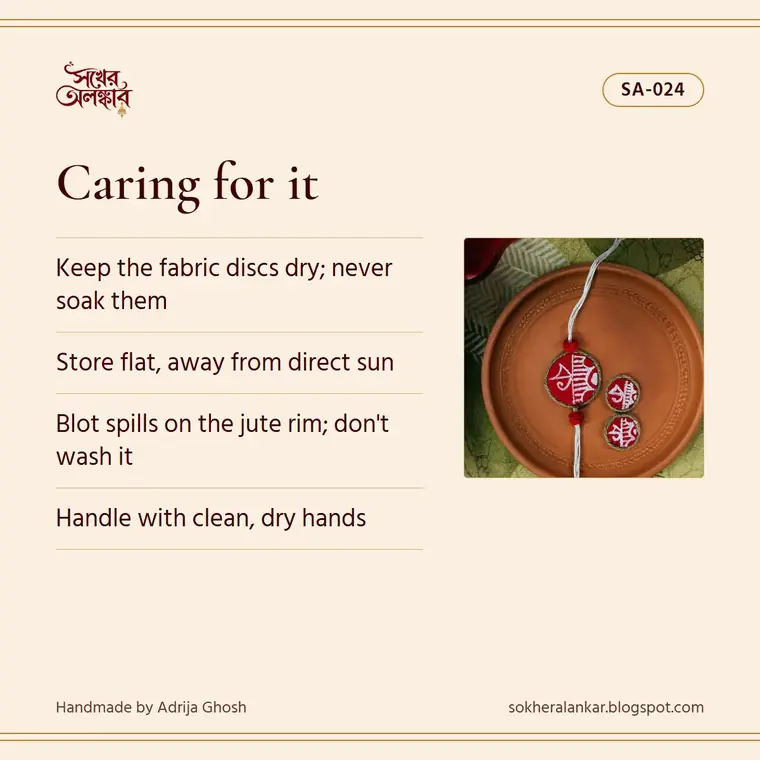 সখের
অলঙ্কার
SA-024
Caring for it
Keep the fabric discs dry; never
soak them
Store flat, away from direct sun
Blot spills on the jute rim; don't
wash it
Handle with clean, dry hands
Handmade by Adrija Ghosh
sokheralankar.blogspot.com